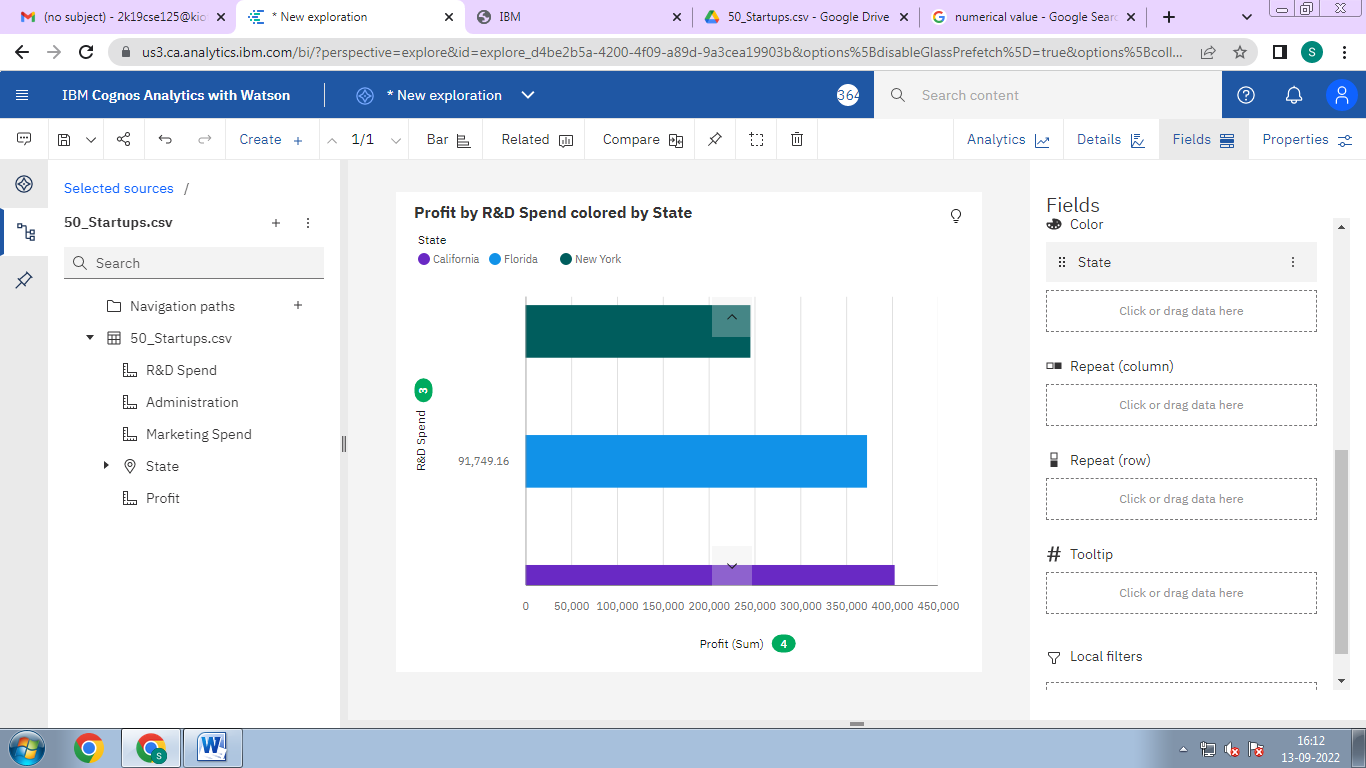 (no subject) - 2k19cse125@kio
* New exploration
IBM
50_Startups.csv - Google Drive
numerical value - Google Searc
us3.ca.analytics.ibm.com/bi/?perspective=explore&id=explore_d4be2b5a-4200-4f09-a89d-9a3cea19903b&options%5BdisableGlassPrefetch%5D=true&options%5Bcoll...
S
IBM Cognos Analytics with Watson
* New exploration
364
Search content
Create
1/1
Bar
Related
Compare
Analytics
Details
Fields
Properties
Selected sources /
50_Startups.csv
Search
Navigation paths
50_Startups.csv
R&D Spend
Administration
Marketing Spend
State
Profit
Profit by R&D Spend colored by State
State
California
Florida
New York
R&D Spend
3
91,749.16
0
50,000
100,000
150,000
200,000
250,000
300,000
350,000
400,000
450,000
Profit (Sum)
4
Fields
Color
State
Click or drag data here
Repeat (column)
Click or drag data here
Repeat (row)
Click or drag data here
Tooltip
Click or drag data here
Local filters
16:12
13-09-2022